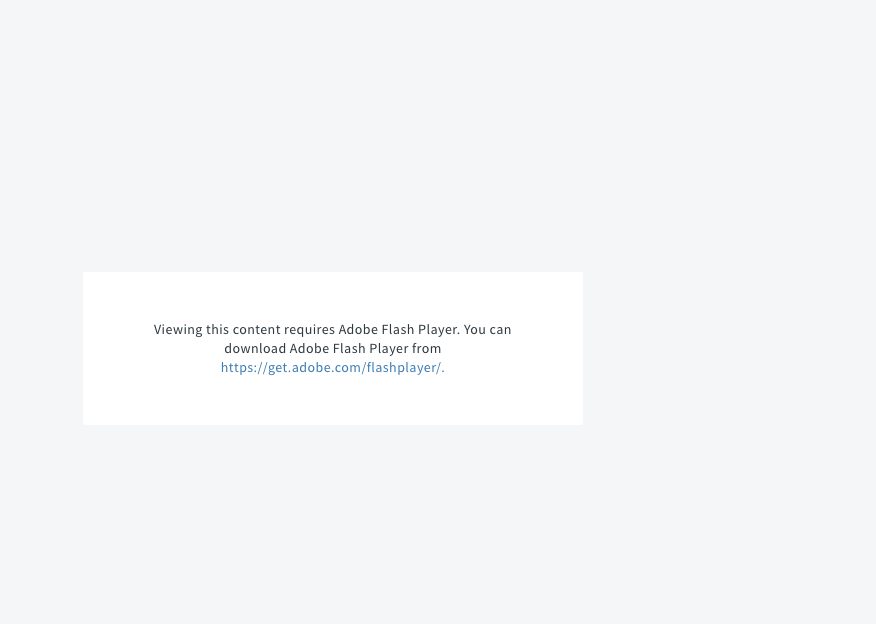 Viewing this content requires Adobe Flash Player. You can
download Adobe Flash Player from
https://get.adobe.com/flashplayer/.